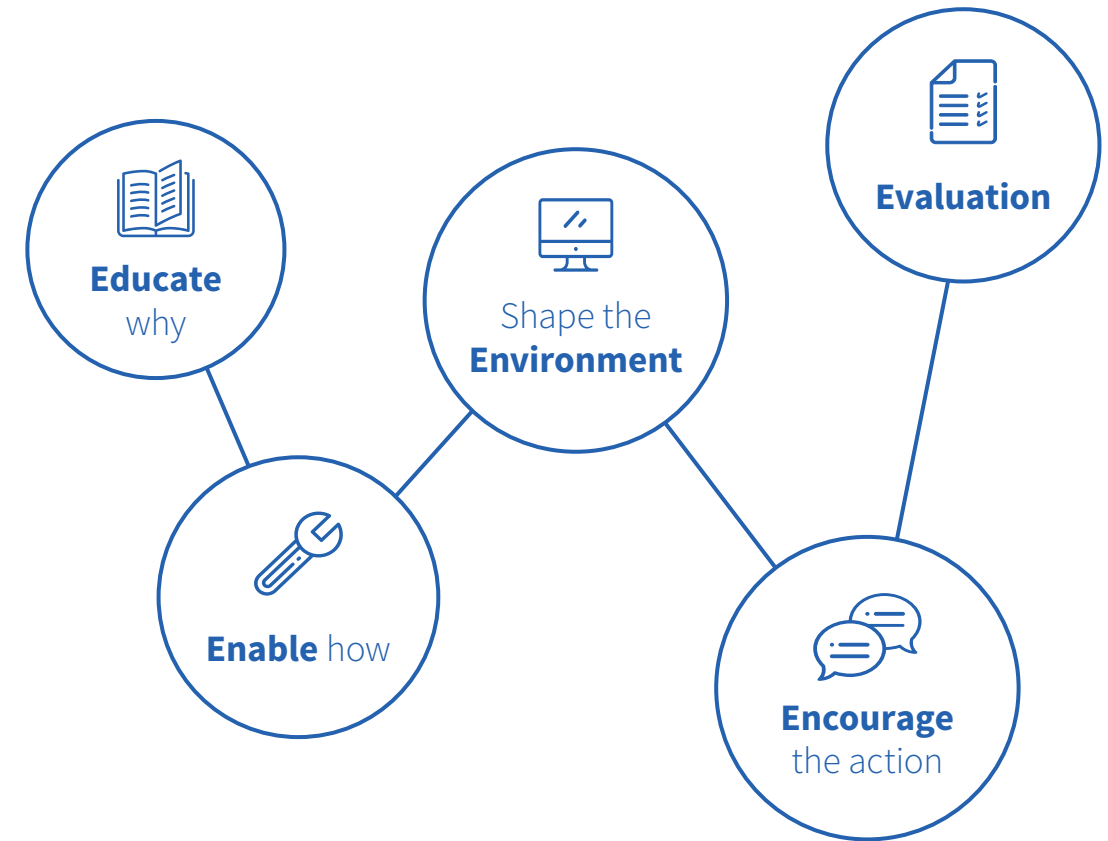 Educate
why
Enable how
Shape the
Environment
Encourage
the action
Evaluation